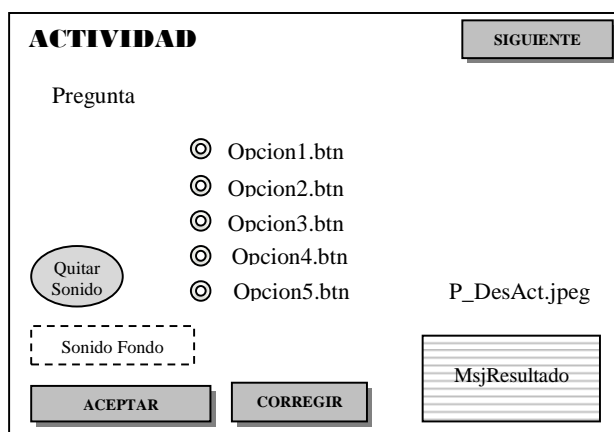 ACTIVIDAD
SIGUIENTE
Pregunta
Opcion1.btn
Opcion2.btn
Opcion3.btn
Opcion4.btn
Opcion5.btn
Quitar
Sonido
P_DesAct.jpeg
Sonido Fondo
MsjResultado
ACEPTAR
CORREGIR